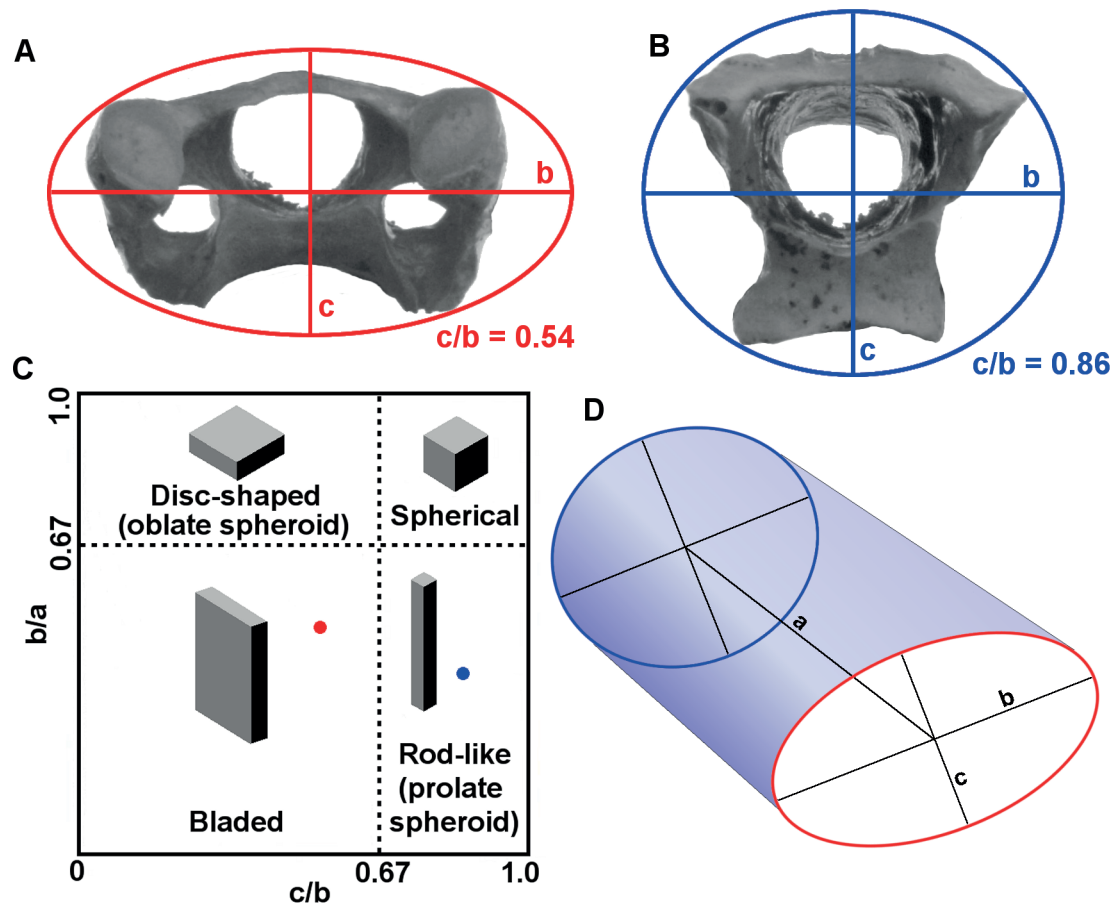 A
b
c
c/b = 0.54
B
b
c
c/b = 0.86
C
1.0
0.67
b/a
Disc-shaped
(oblate spheroid)
Spherical
Bladed
Rod-like
(prolate
spheroid)
0
0.67
1.0
c/b
D
a
b
c